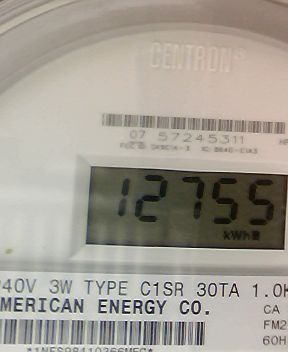 CENTRON®
07 57245311
12755
kWh
240V 3W TYPE C1SR 30TA 1.0K
AMERICAN ENERGY CO.
CA
FM2
60H